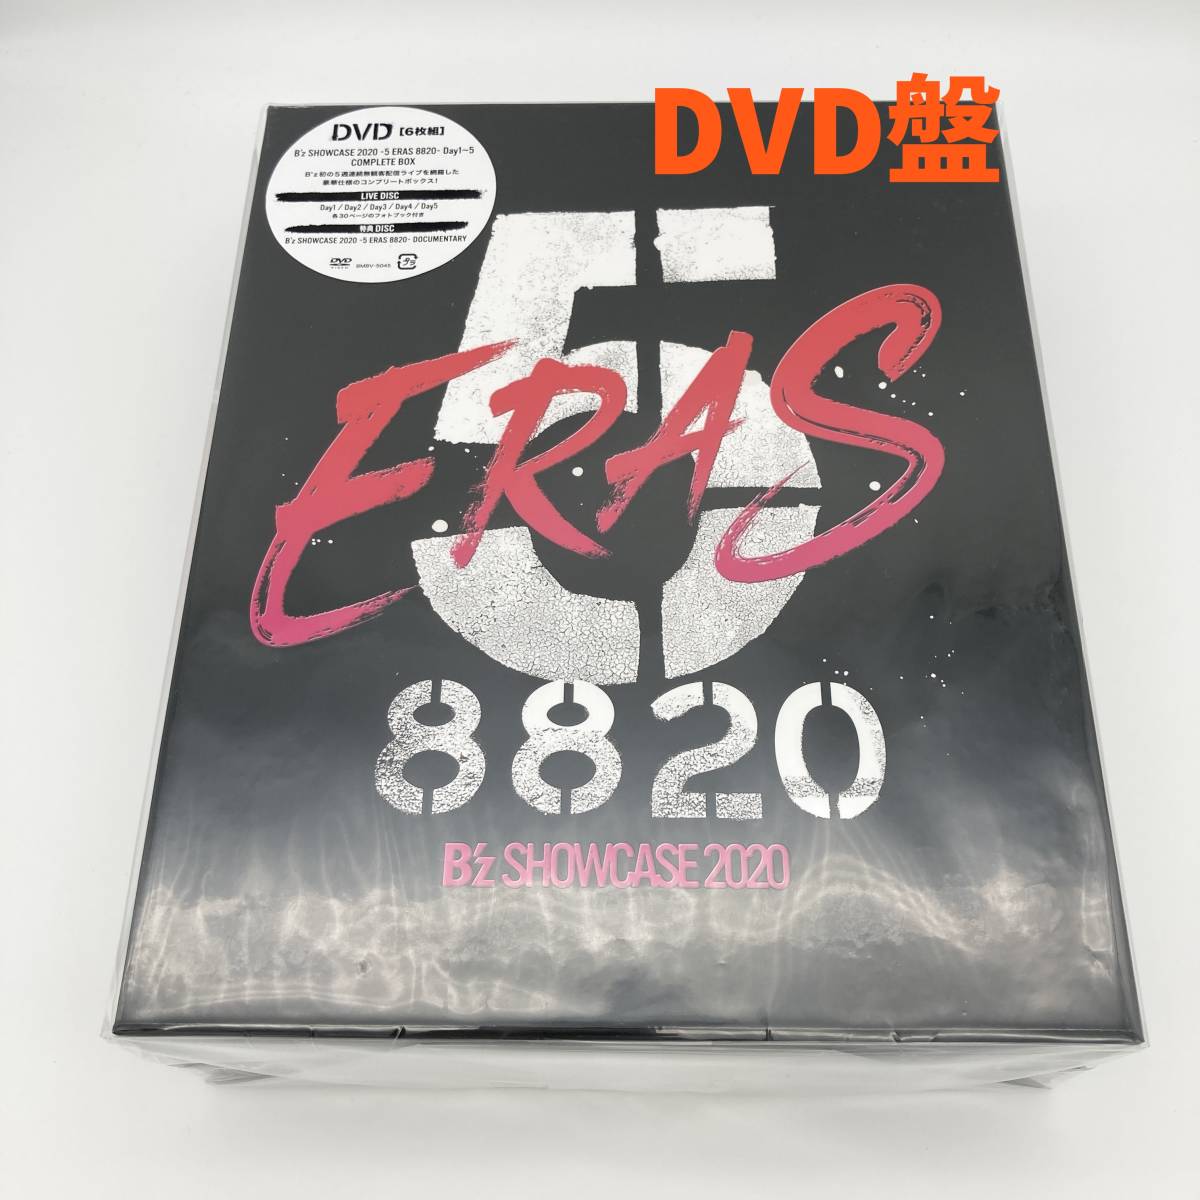 DVD盤
DVD [6枚組]
B'z SHOWCASE 2020 -5 ERAS 8820- Day1~5
COMPLETE BOX
B'z初の5週連続無観客配信ライブを網羅した
豪華仕様のコンプリートボックス!
LIVE DISC
Day1 / Day2 / Day3 / Day4 / Day5
各30ページのフォトブック付き
特典 DISC
B'z SHOWCASE 2020 -5 ERAS 8820- DOCUMENTARY
DVD VIDEO BMBV-5045 プラ
5
ERAS
8820
B'z SHOWCASE 2020